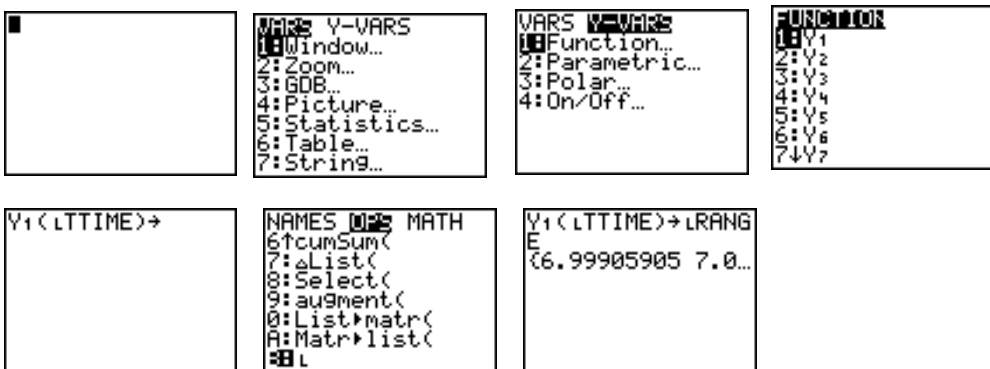 VARS Y-VARS
1:Window…
2:Zoom…
3:GDB…
4:Picture…
5:Statistics…
6:Table…
7:String…
VARS Y-VARS
1:Function…
2:Parametric…
3:Polar…
4:On/Off…
FUNCTION
1:Y₁
2:Y₂
3:Y₃
4:Y₄
5:Y₅
6:Y₆
7↓Y₇
Y₁(ʟTTIME)→
NAMES OPS MATH
6↑cumSum(
7:ΔList(
8:Select(
9:augment(
0:List▸matr(
A:Matr▸list(
B:ʟ
Y₁(ʟTTIME)→ʟRANG
E
{6.99905905 7.0…